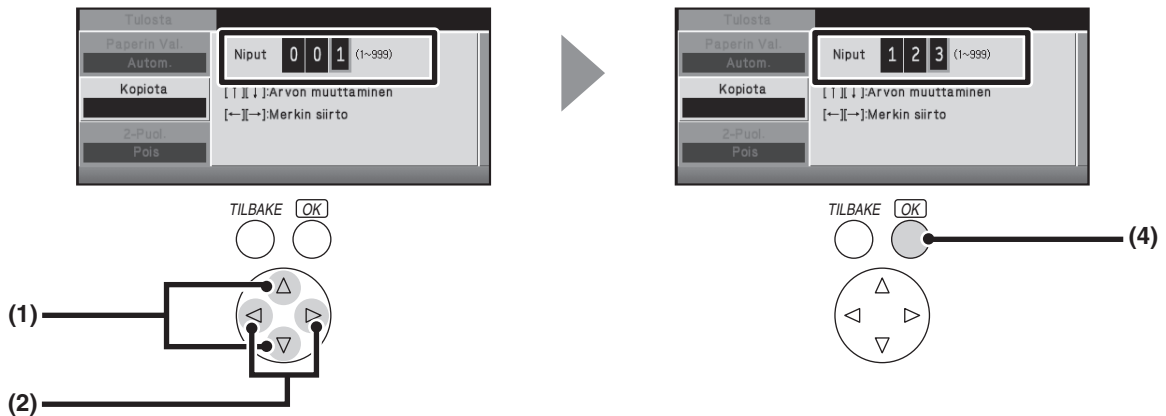 Tulosta
Paperin Val.
Autom.
Kopiota
2-Puol.
Pois
Niput 0 0 1 (1~999)
[↑][↓]:Arvon muuttaminen
[←][→]:Merkin siirto
TILBAKE OK
(1)
(2)
Tulosta
Paperin Val.
Autom.
Kopiota
2-Puol.
Pois
Niput 1 2 3 (1~999)
[↑][↓]:Arvon muuttaminen
[←][→]:Merkin siirto
TILBAKE OK
(4)